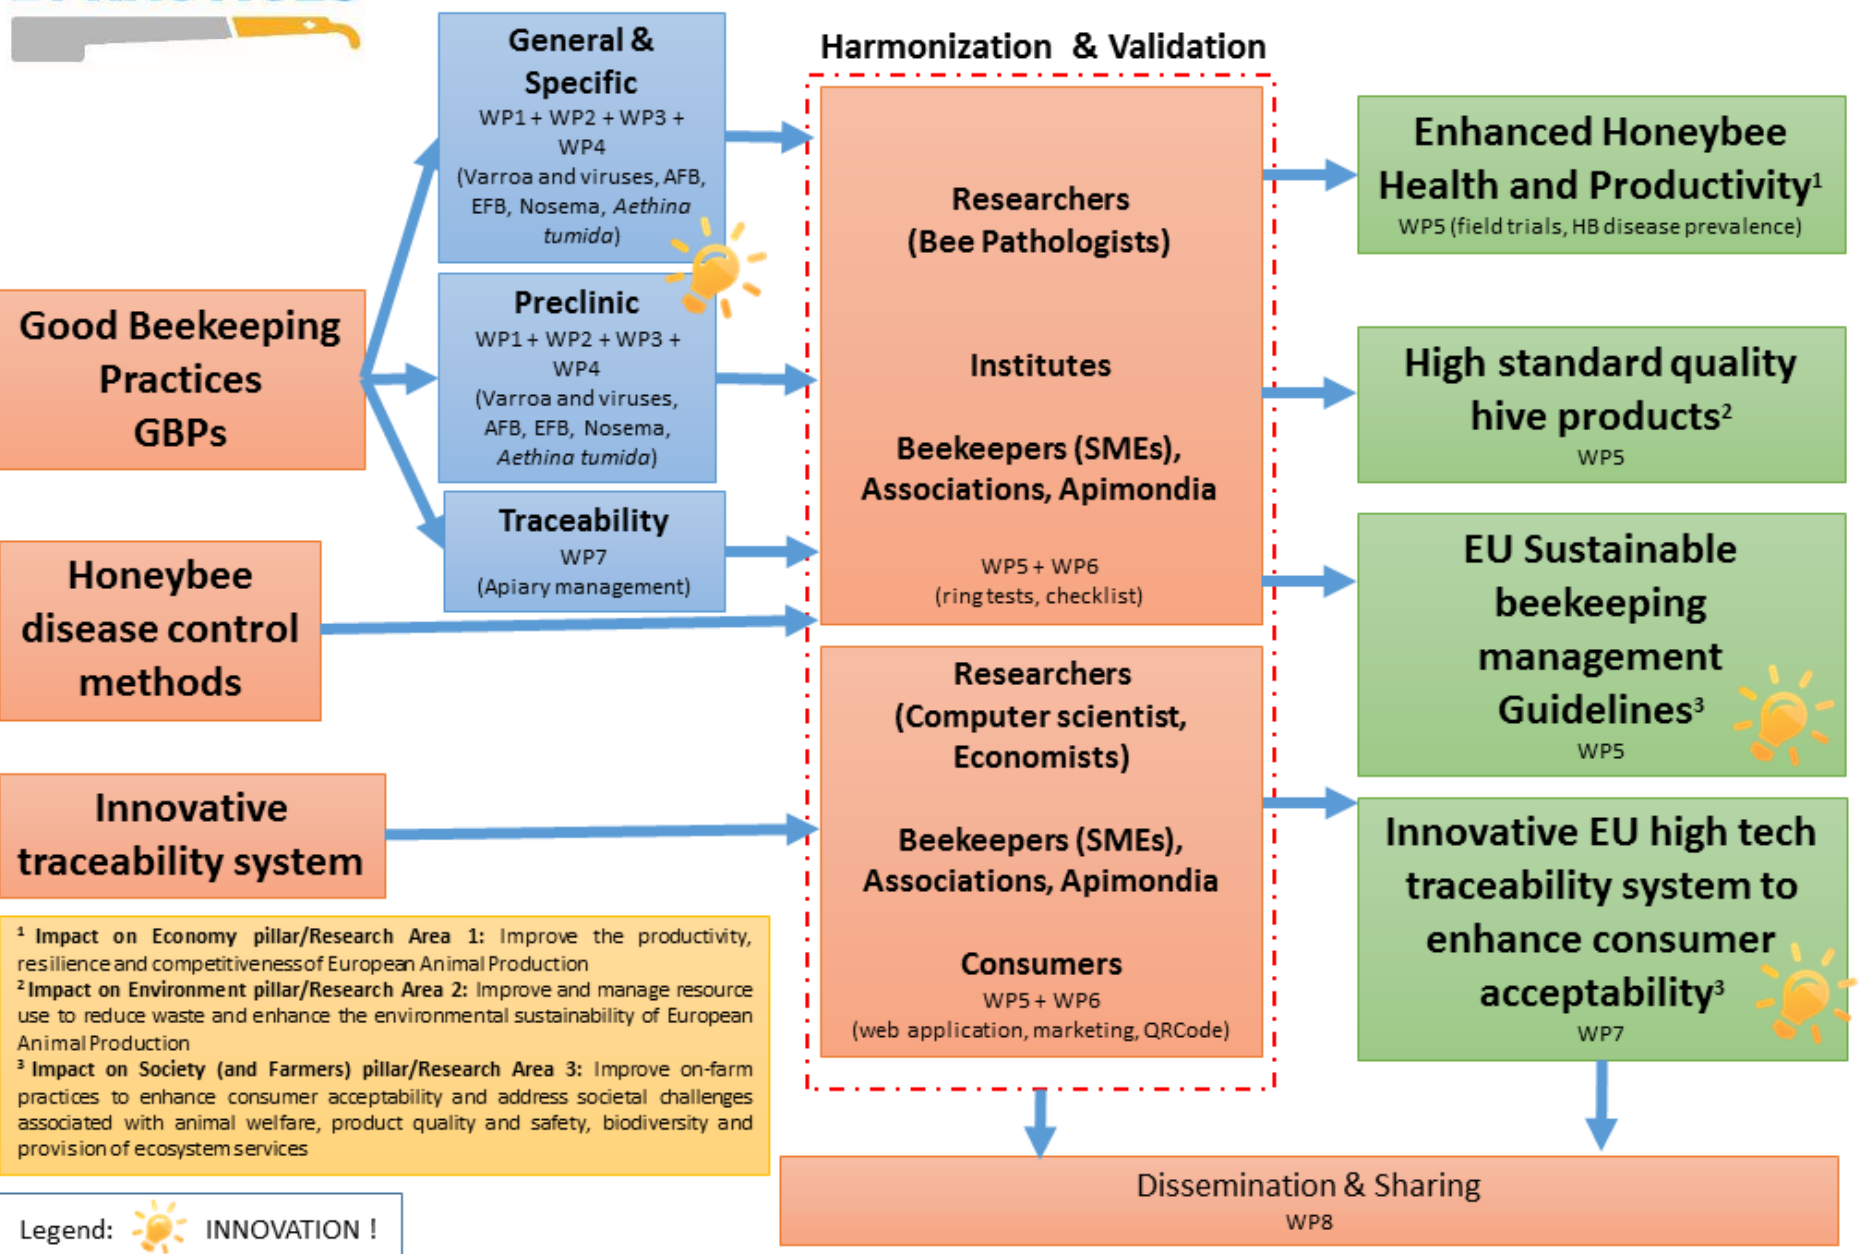 General &
Specific
WP1 + WP2 + WP3 +
WP4
(Varroa and viruses, AFB,
EFB, Nosema, Aethina
tumida)
Preclinic
WP1 + WP2 + WP3 +
WP4
(Varroa and viruses,
AFB, EFB, Nosema,
Aethina tumida)
Traceability
WP7
(Apiary management)
Good Beekeeping
Practices
GBPs
Honeybee
disease control
methods
Innovative
traceability system
Harmonization & Validation
Researchers
(Bee Pathologists)
Institutes
Beekeepers (SMEs),
Associations, Apimondia
WP5 + WP6
(ring tests, checklist)
Researchers
(Computer scientist,
Economists)
Beekeepers (SMEs),
Associations, Apimondia
Consumers
WP5 + WP6
(web application, marketing, QRCode)
Enhanced Honeybee
Health and Productivity¹
WP5 (field trials, HB disease prevalence)
High standard quality
hive products²
WP5
EU Sustainable
beekeeping
management
Guidelines³
WP5
Innovative EU high tech
traceability system to
enhance consumer
acceptability³
WP7
¹ Impact on Economy pillar/Research Area 1: Improve the productivity,
resilience and competitiveness of European Animal Production
² Impact on Environment pillar/Research Area 2: Improve and manage resource
use to reduce waste and enhance the environmental sustainability of European
Animal Production
³ Impact on Society (and Farmers) pillar/Research Area 3: Improve on-farm
practices to enhance consumer acceptability and address societal challenges
associated with animal welfare, product quality and safety, biodiversity and
provision of ecosystem services
Dissemination & Sharing
WP8
Legend: INNOVATION !